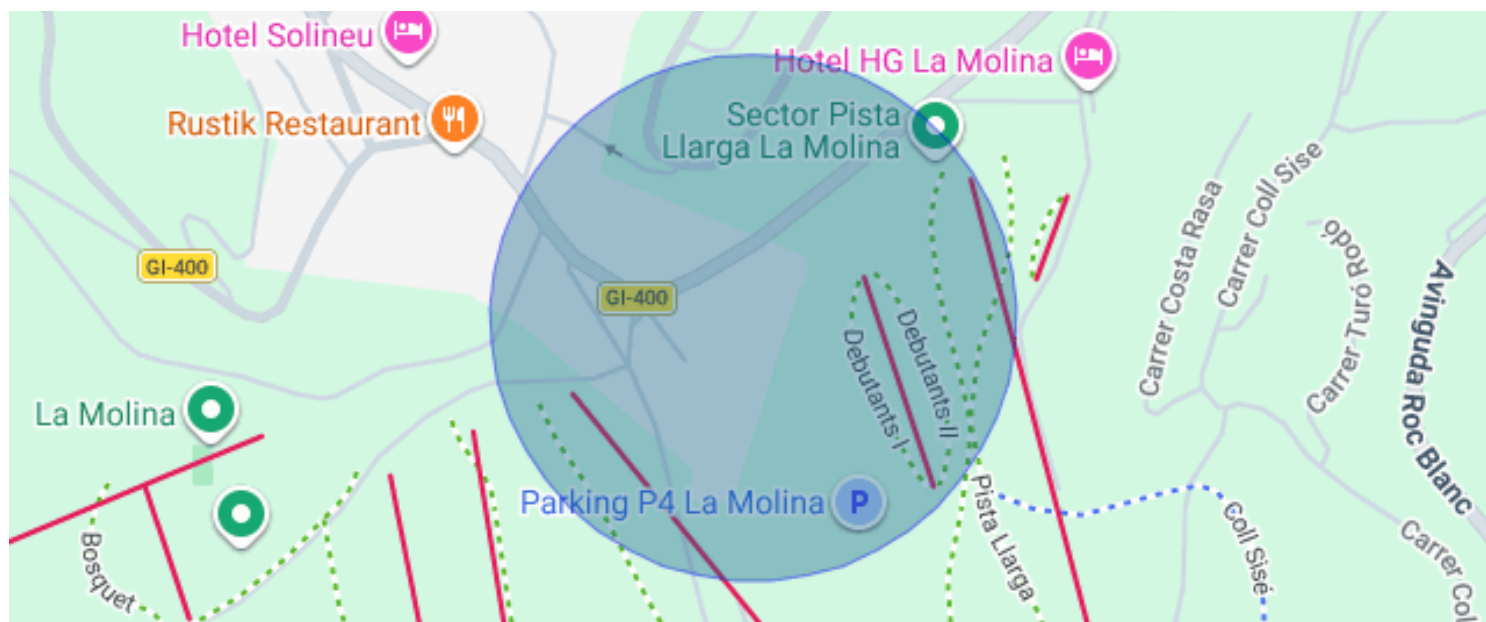 Hotel Solineu
Hotel HG La Molina
Rustik Restaurant
Sector Pista
Llarga La Molina
GI-400
GI-400
Carrer Costa Rasa
Carrer Coll Sise
Carrer Turó Rodó
Avinguda Roc Blanc
Debutants I
Debutants II
La Molina
Parking P4 La Molina
P
Pista Llarga
Coll Sisé
Bosquet
Carrer Col